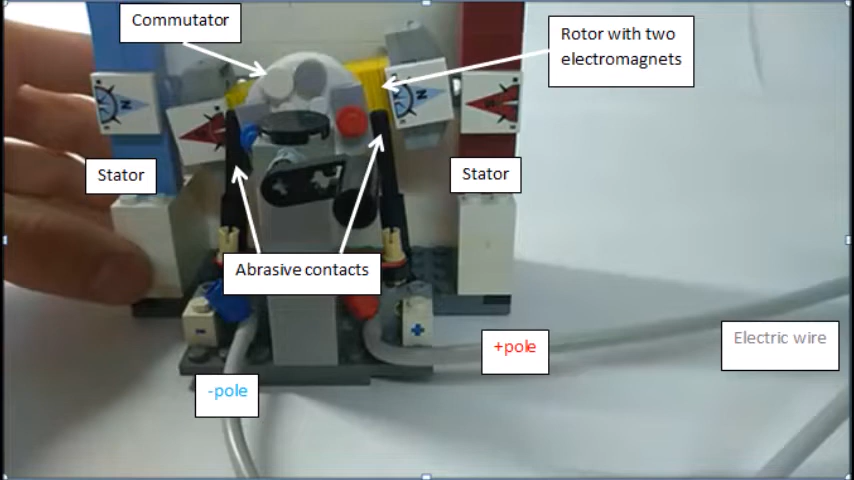 Commutator
Rotor with two
electromagnets
N
N
Stator
Stator
Abrasive contacts
-
+
+pole
Electric wire
-pole